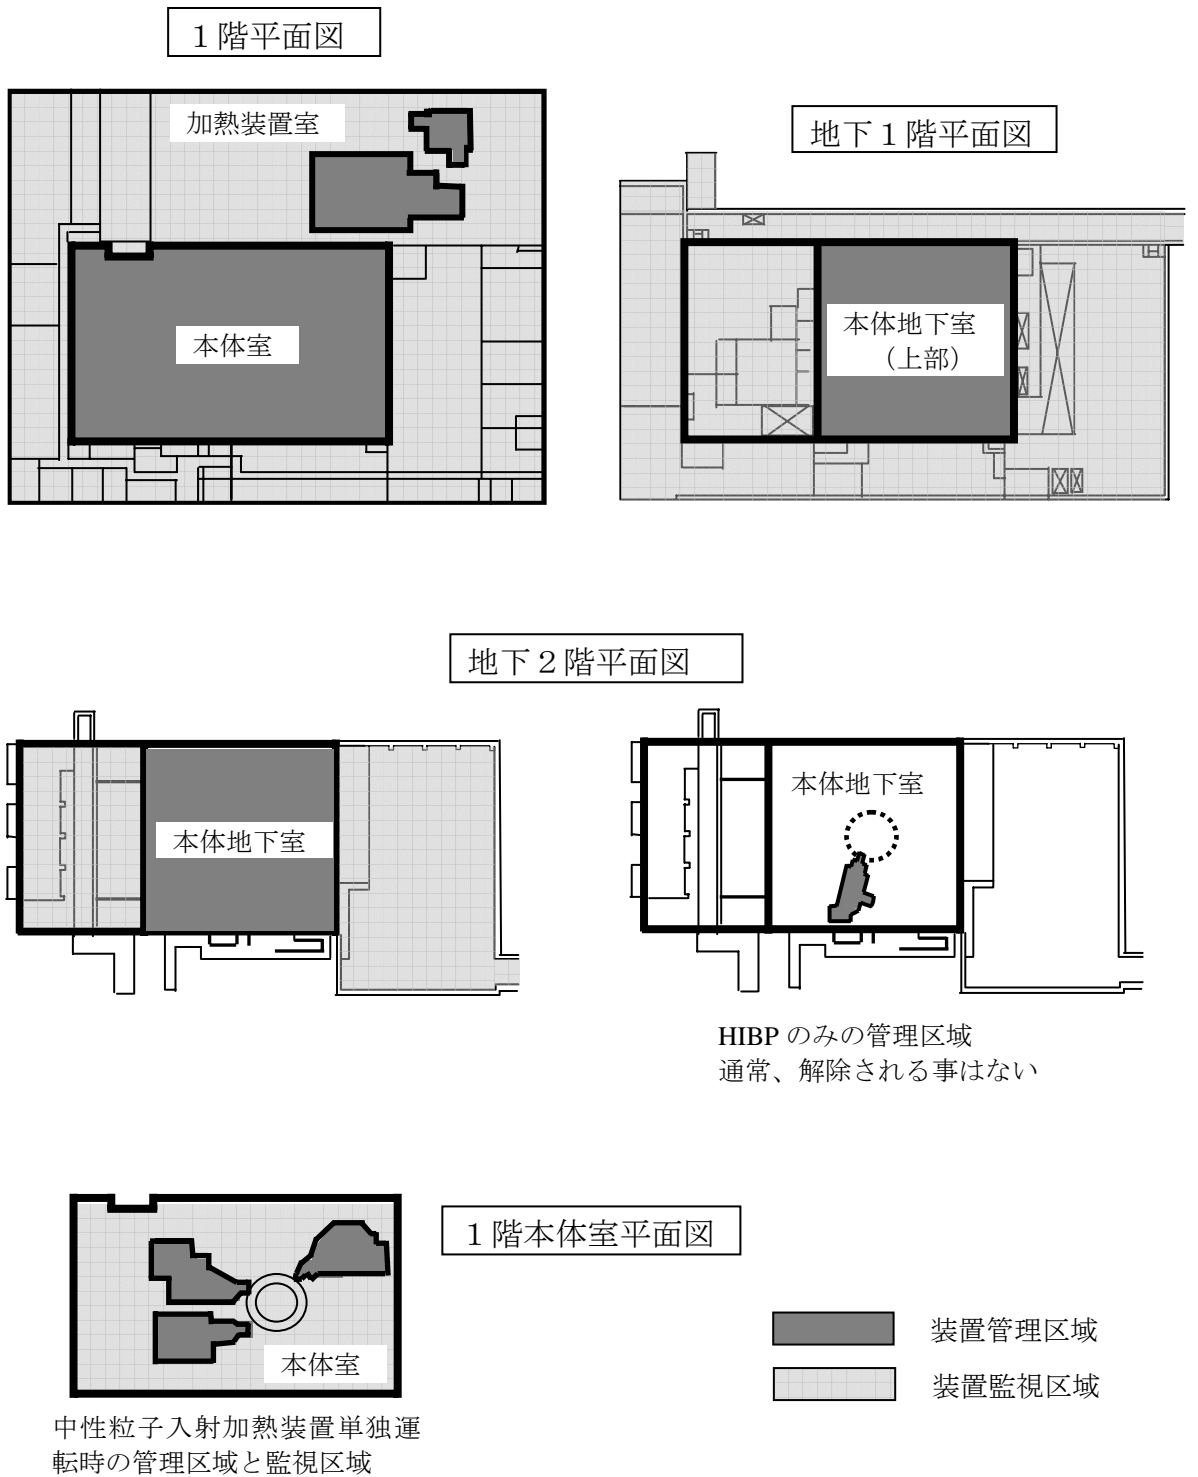 １階平面図
加熱装置室
本体室
地下１階平面図
本体地下室
（上部）
地下２階平面図
本体地下室
本体地下室
HIBP のみの管理区域
通常、解除される事はない
１階本体室平面図
本体室
中性粒子入射加熱装置単独運
転時の管理区域と監視区域
装置管理区域
装置監視区域